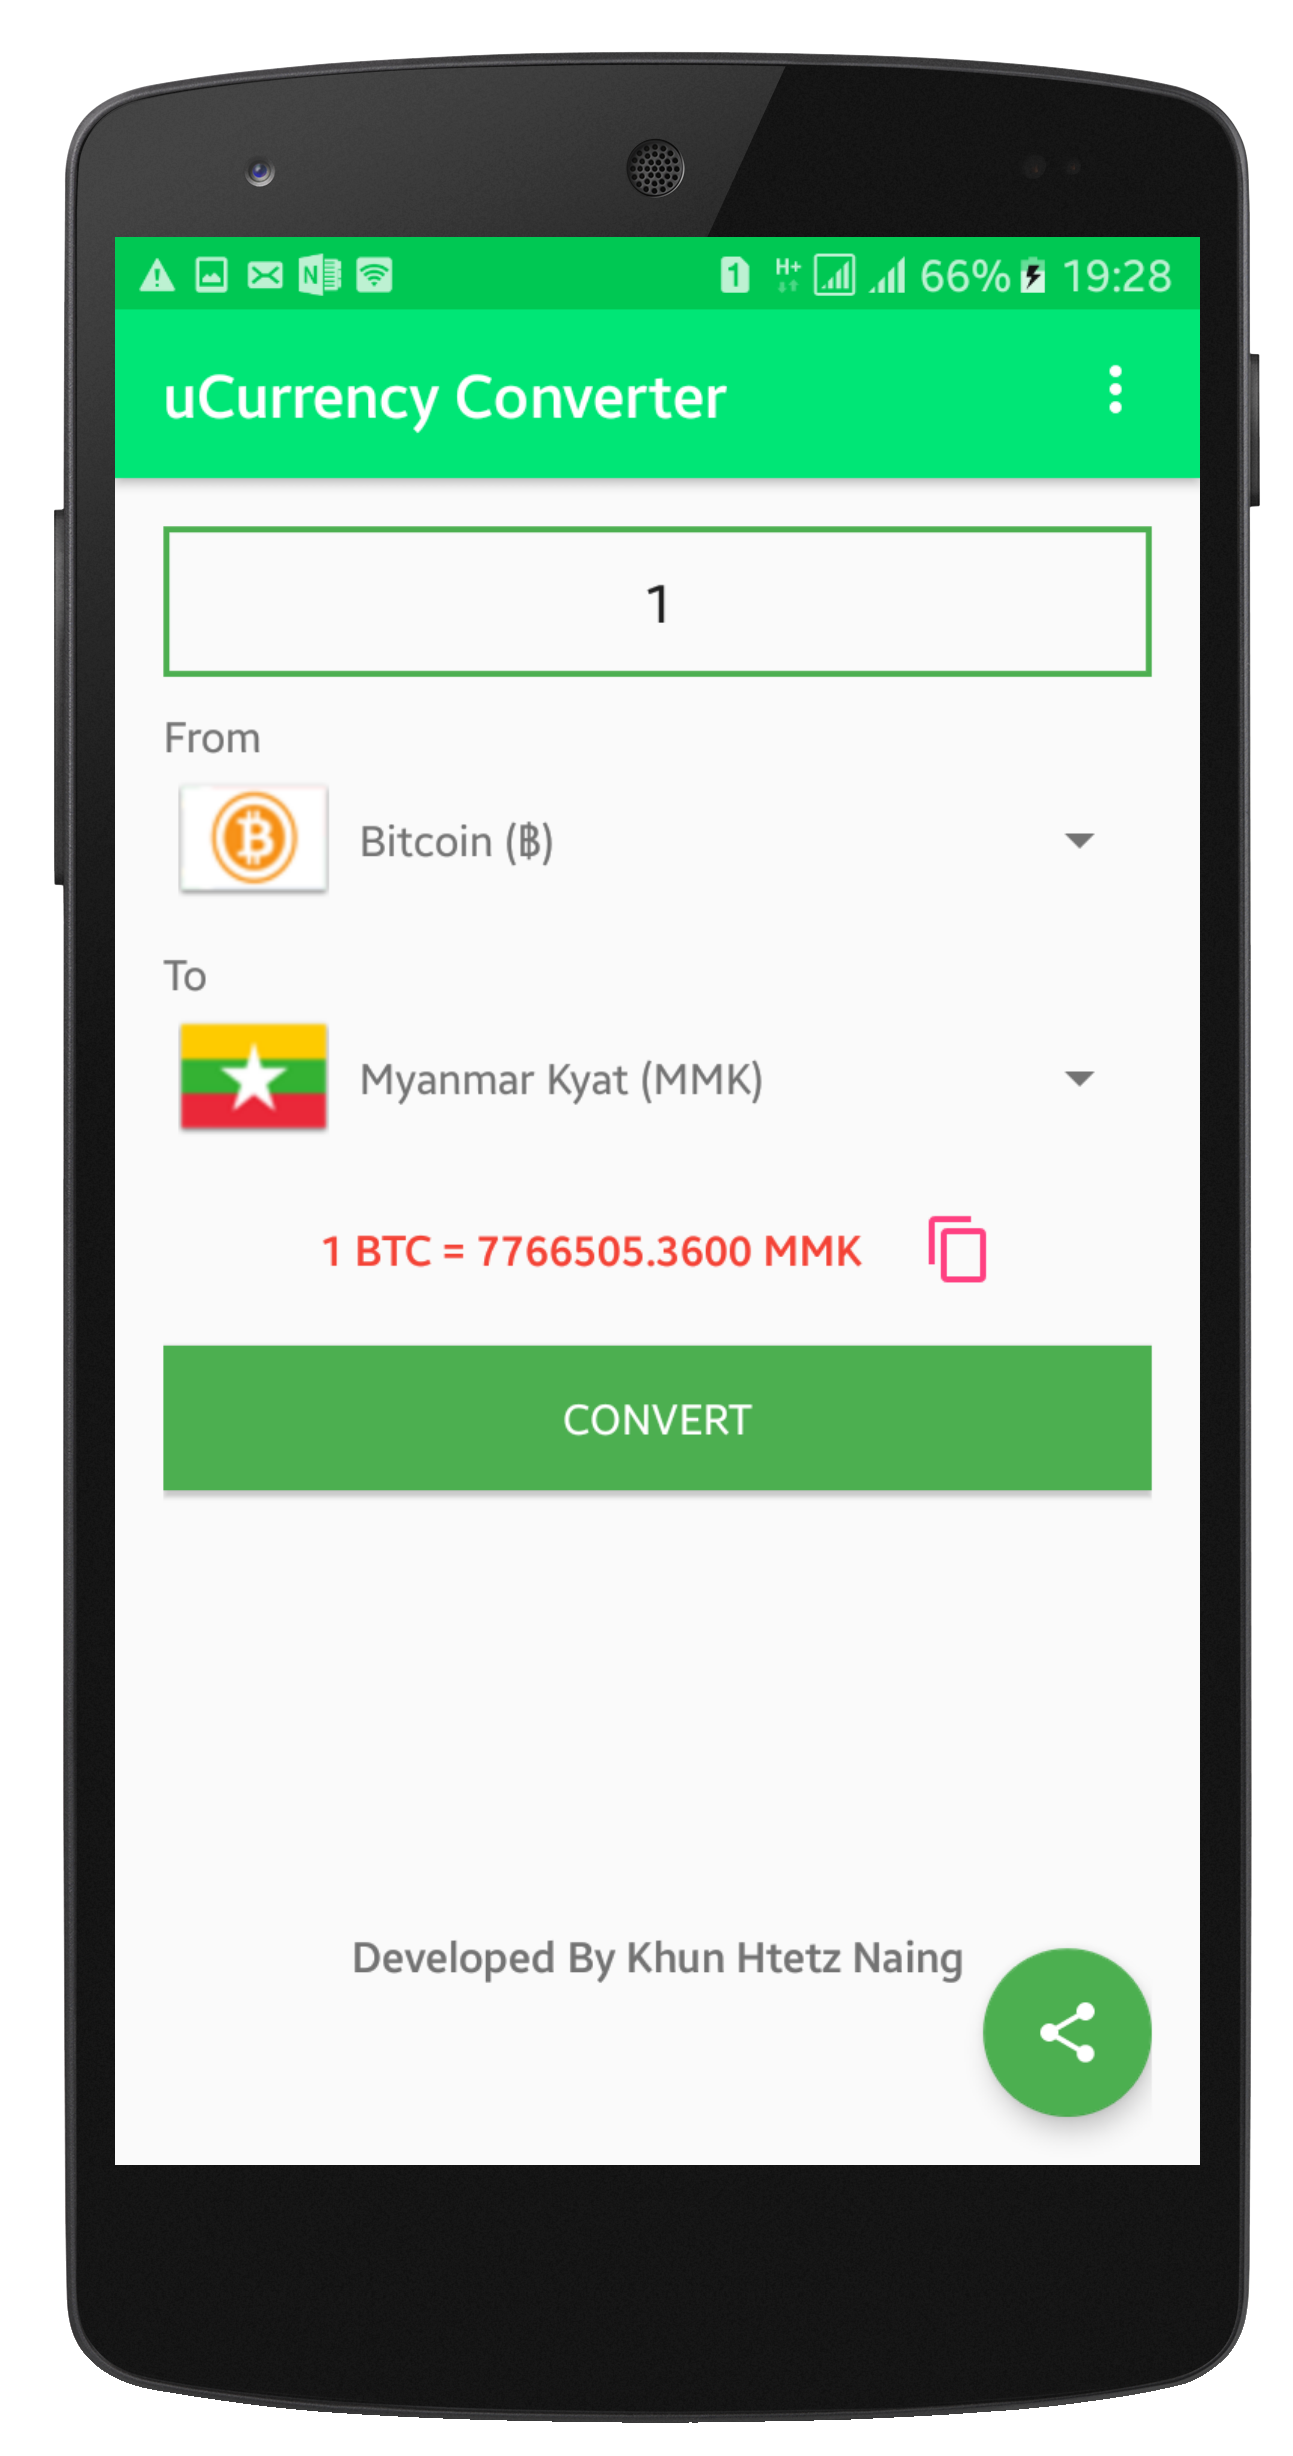 1 H+ 66% 19:28
uCurrency Converter
1
From
Bitcoin (฿)
To
Myanmar Kyat (MMK)
1 BTC = 7766505.3600 MMK
CONVERT
Developed By Khun Htetz Naing